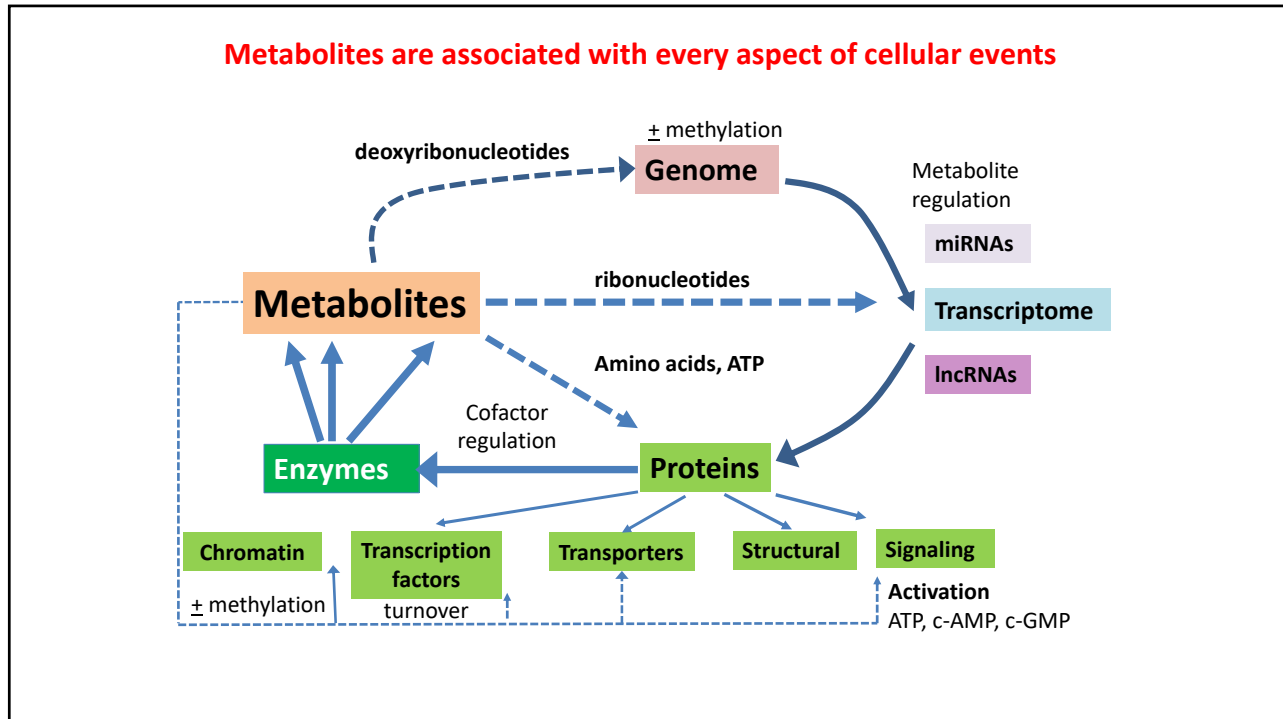 Metabolites are associated with every aspect of cellular events
± methylation
deoxyribonucleotides
Genome
Metabolite
regulation
miRNAs
Metabolites
ribonucleotides
Transcriptome
Amino acids, ATP
lncRNAs
Cofactor
regulation
Enzymes
Proteins
Chromatin
Transcription
factors
Transporters
Structural
Signaling
± methylation
turnover
Activation
ATP, c-AMP, c-GMP